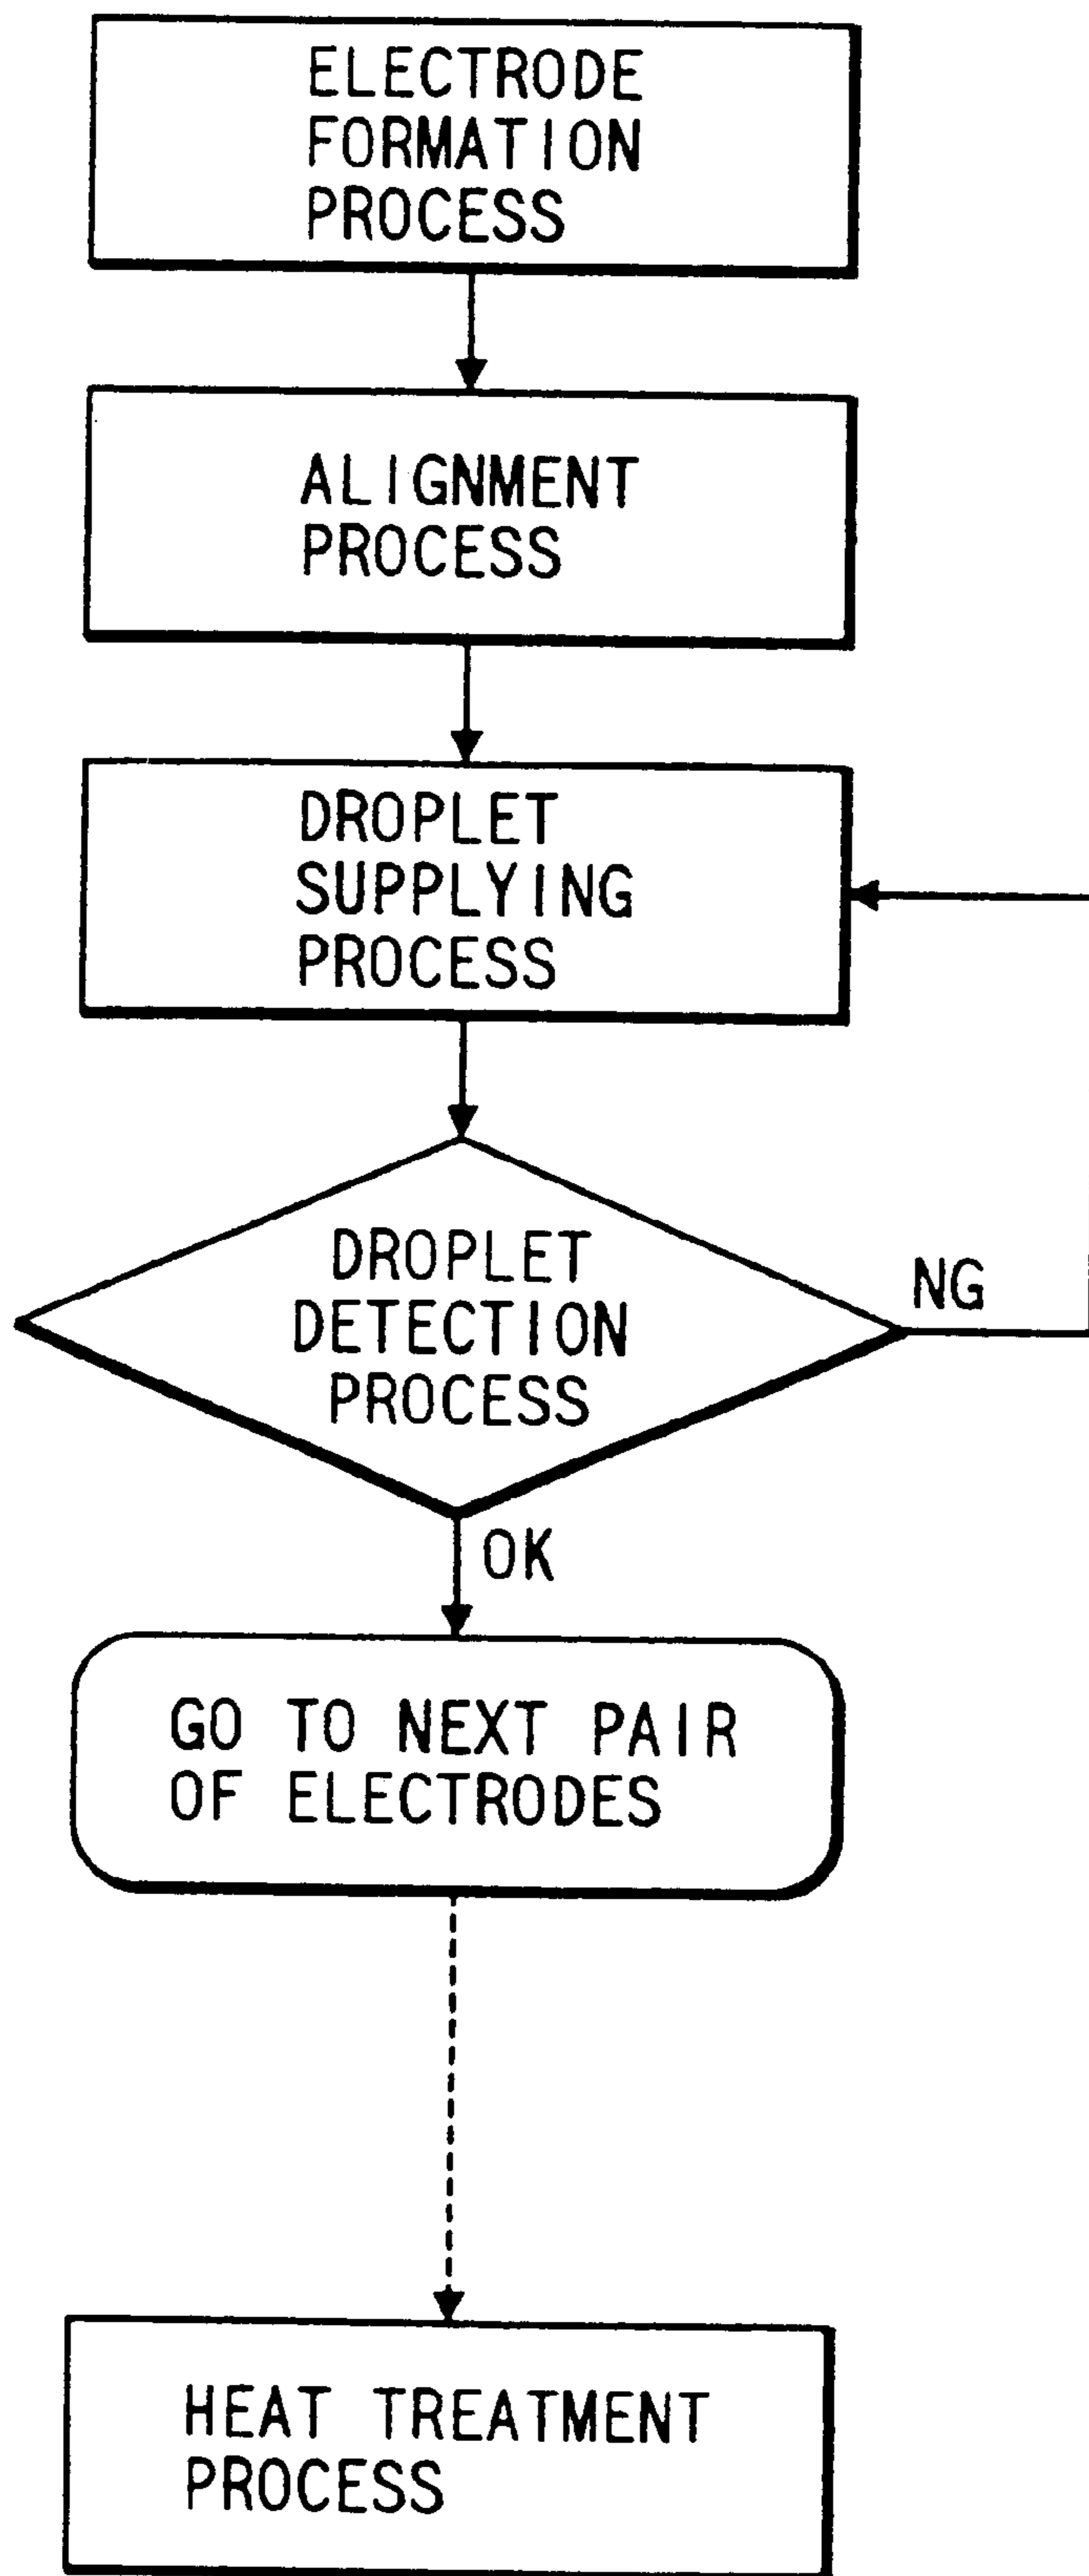 ELECTRODE
FORMATION
PROCESS
ALIGNMENT
PROCESS
DROPLET
SUPPLYING
PROCESS
DROPLET
DETECTION
PROCESS
NG
OK
GO TO NEXT PAIR
OF ELECTRODES
HEAT TREATMENT
PROCESS